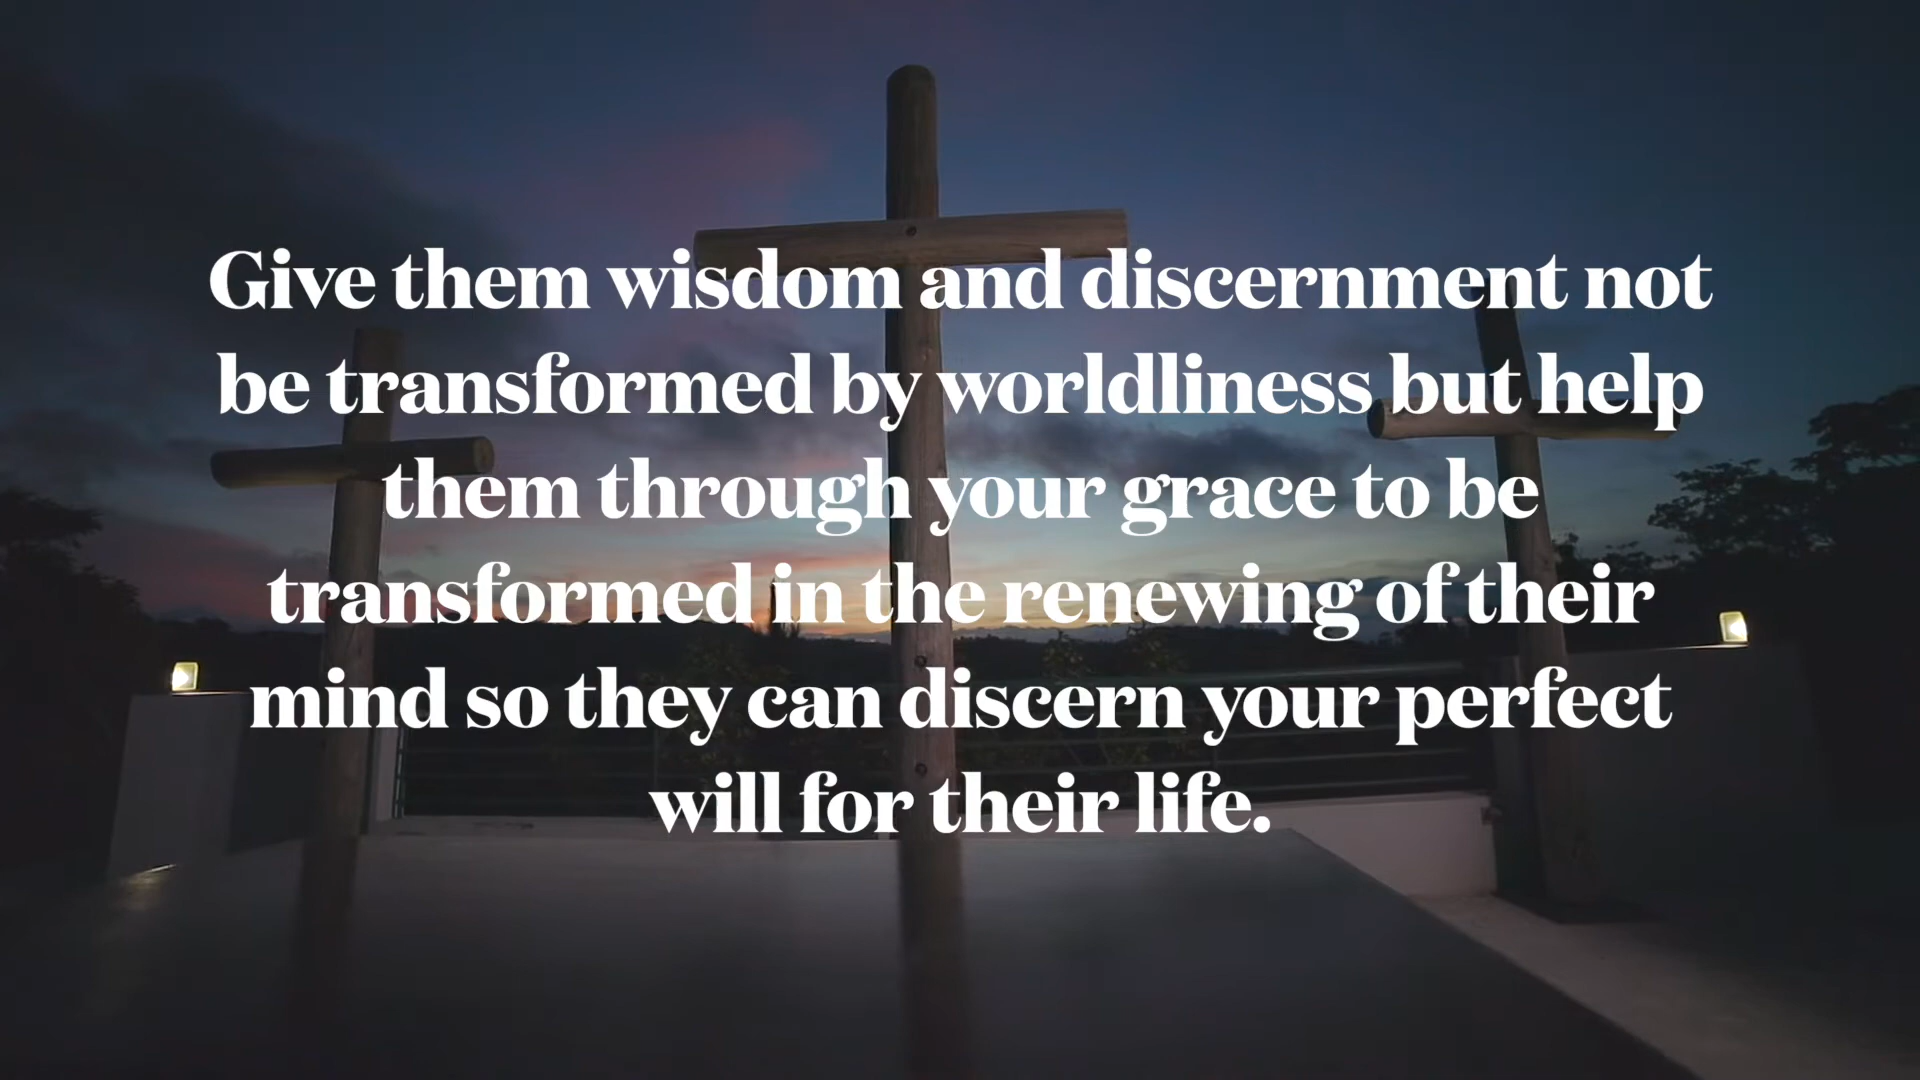 Give them wisdom and discernment not
be transformed by worldliness but help
them through your grace to be
transformed in the renewing of their
mind so they can discern your perfect
will for their life.